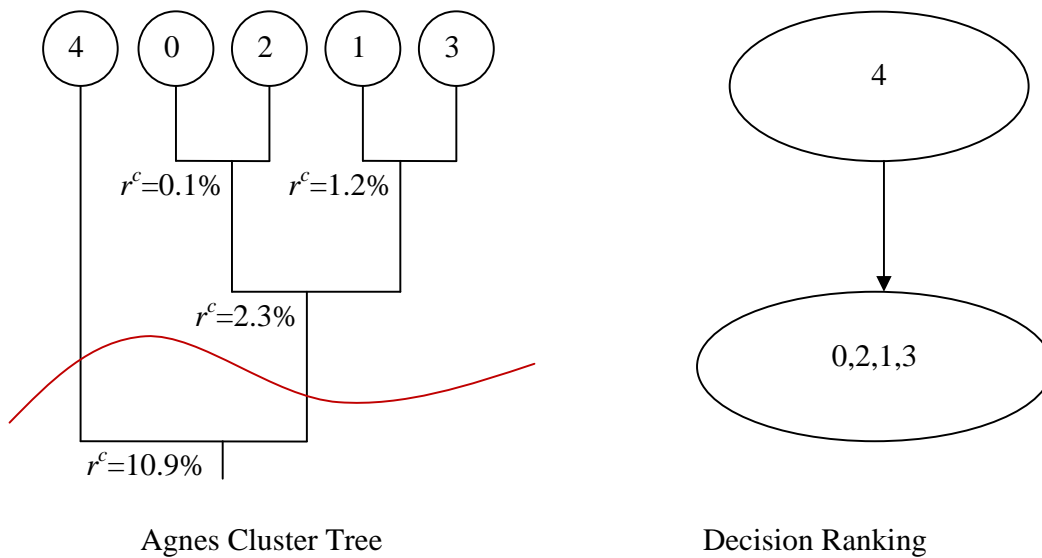 4 0 2 1 3
r^c=0.1% r^c=1.2%
r^c=2.3%
r^c=10.9%
Agnes Cluster Tree
4
0,2,1,3
Decision Ranking